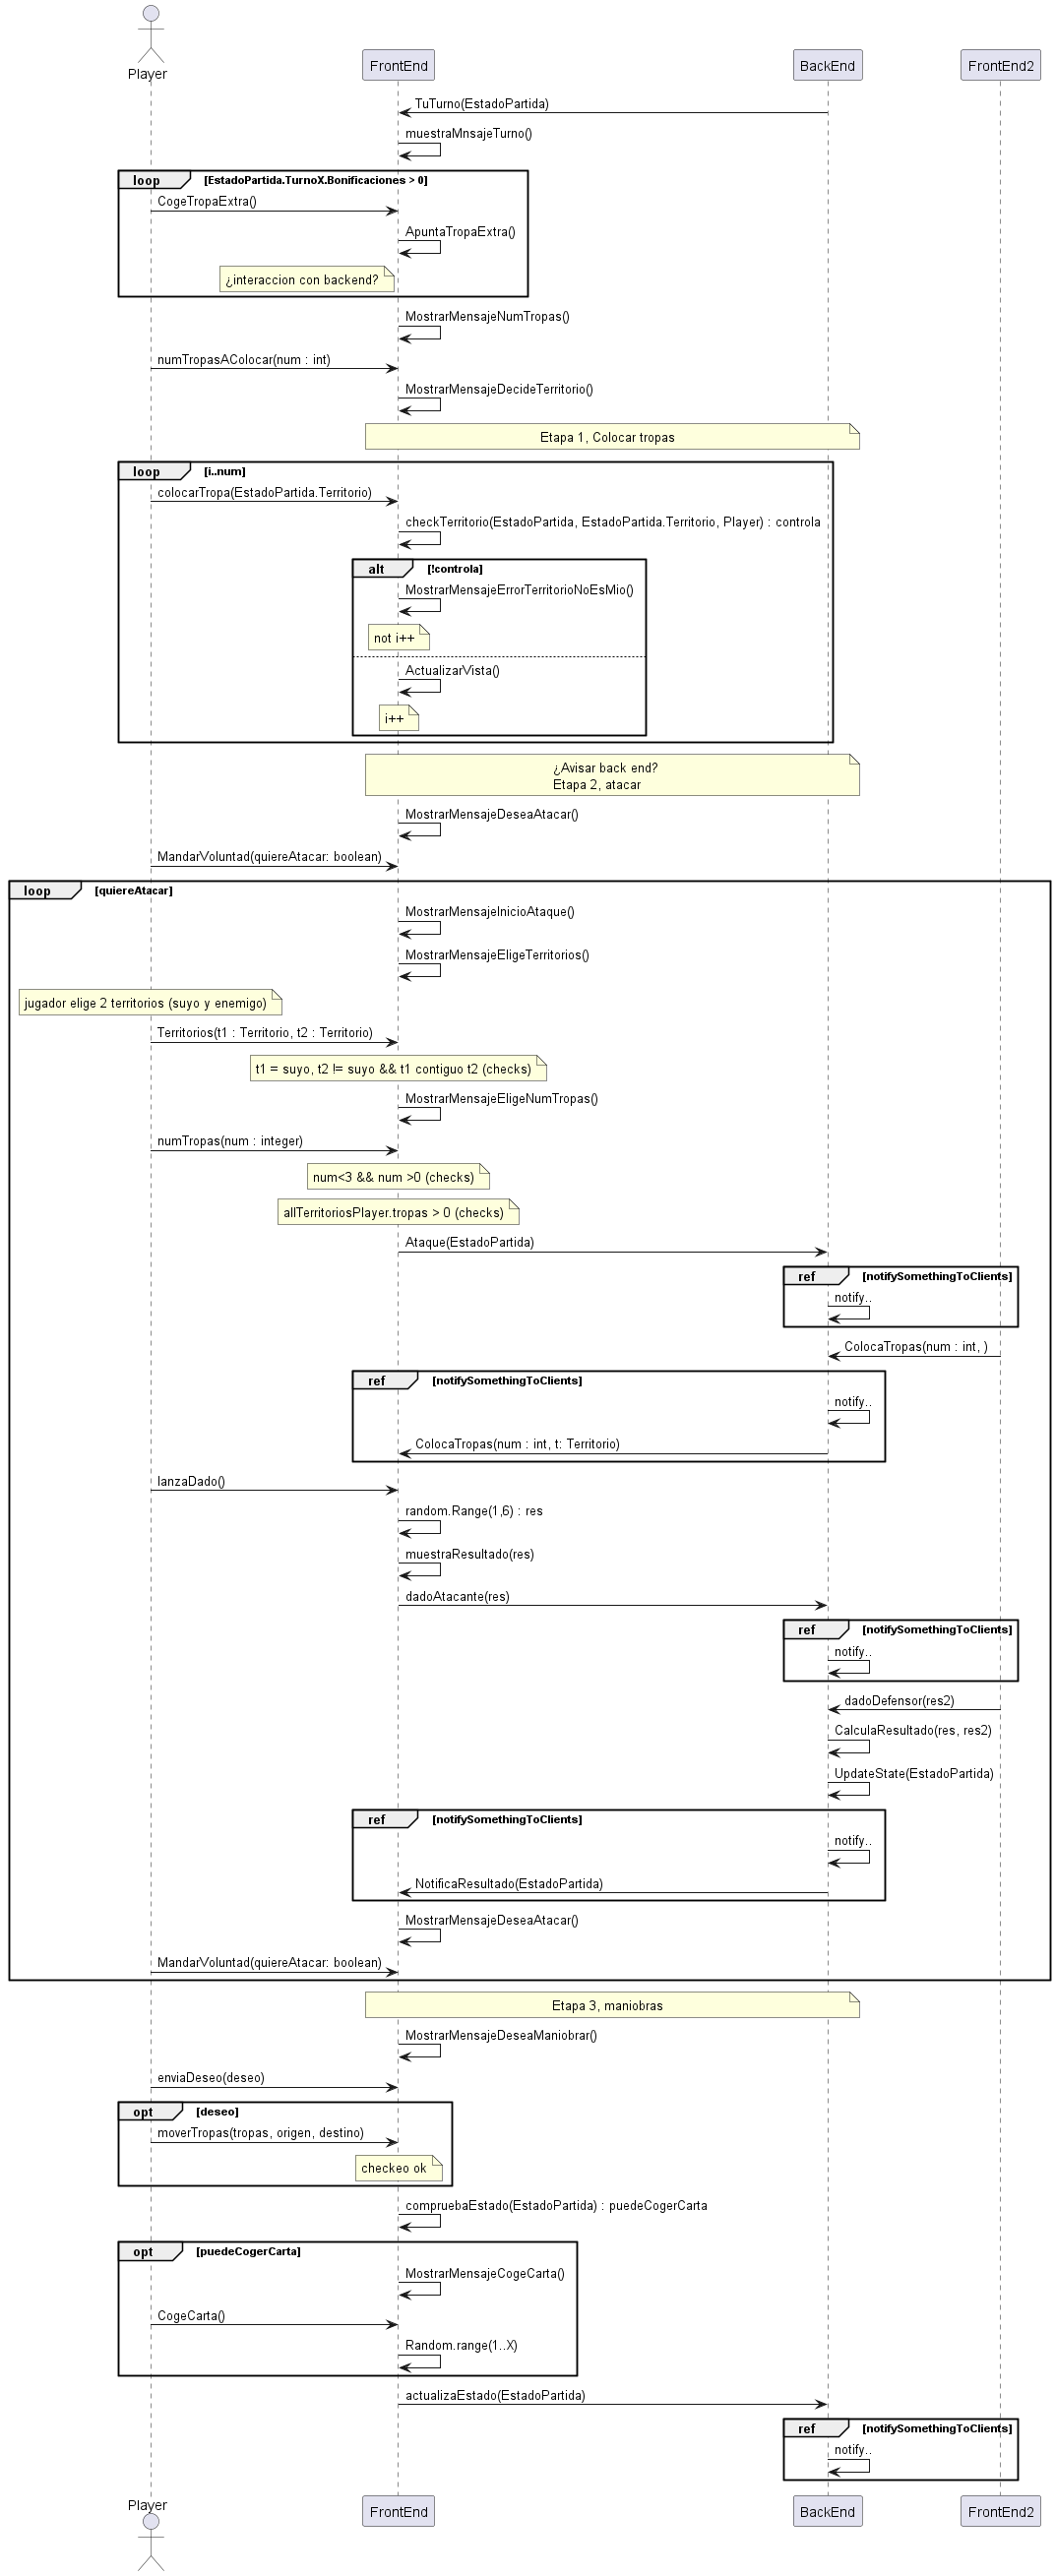 Player
FrontEnd
BackEnd
FrontEnd2
TuTurno(EstadoPartida)
muestraMnsajeTurno()
loop [EstadoPartida.TurnoX.Bonificaciones > 0]
CogeTropaExtra()
ApuntaTropaExtra()
¿interaccion con backend?
MostrarMensajeNumTropas()
numTropasAColocar(num : int)
MostrarMensajeDecideTerritorio()
Etapa 1, Colocar tropas
loop [i..num]
colocarTropa(EstadoPartida.Territorio)
checkTerritorio(EstadoPartida, EstadoPartida.Territorio, Player) : controla
alt [!controla]
MostrarMensajeErrorTerritorioNoEsMio()
not i++
ActualizarVista()
i++
¿Avisar back end?
Etapa 2, atacar
MostrarMensajeDeseaAtacar()
MandarVoluntad(quiereAtacar: boolean)
loop [quiereAtacar]
MostrarMensajeInicioAtaque()
MostrarMensajeEligeTerritorios()
jugador elige 2 territorios (suyo y enemigo)
Territorios(t1 : Territorio, t2 : Territorio)
t1 = suyo, t2 != suyo && t1 contiguo t2 (checks)
MostrarMensajeEligeNumTropas()
numTropas(num : integer)
num<3 && num >0 (checks)
allTerritoriosPlayer.tropas > 0 (checks)
Ataque(EstadoPartida)
ref [notifySomethingToClients]
notify..
ColocaTropas(num : int, )
ref [notifySomethingToClients]
notify..
ColocaTropas(num : int, t: Territorio)
lanzaDado()
random.Range(1,6) : res
muestraResultado(res)
dadoAtacante(res)
ref [notifySomethingToClients]
notify..
dadoDefensor(res2)
CalculaResultado(res, res2)
UpdateState(EstadoPartida)
ref [notifySomethingToClients]
notify..
NotificaResultado(EstadoPartida)
MostrarMensajeDeseaAtacar()
MandarVoluntad(quiereAtacar: boolean)
Etapa 3, maniobras
MostrarMensajeDeseaManiobrar()
enviaDeseo(deseo)
opt [deseo]
moverTropas(tropas, origen, destino)
checkeo ok
compruebaEstado(EstadoPartida) : puedeCogerCarta
opt [puedeCogerCarta]
MostrarMensajeCogeCarta()
CogeCarta()
Random.range(1..X)
actualizaEstado(EstadoPartida)
ref [notifySomethingToClients]
notify..
Player
FrontEnd
BackEnd
FrontEnd2